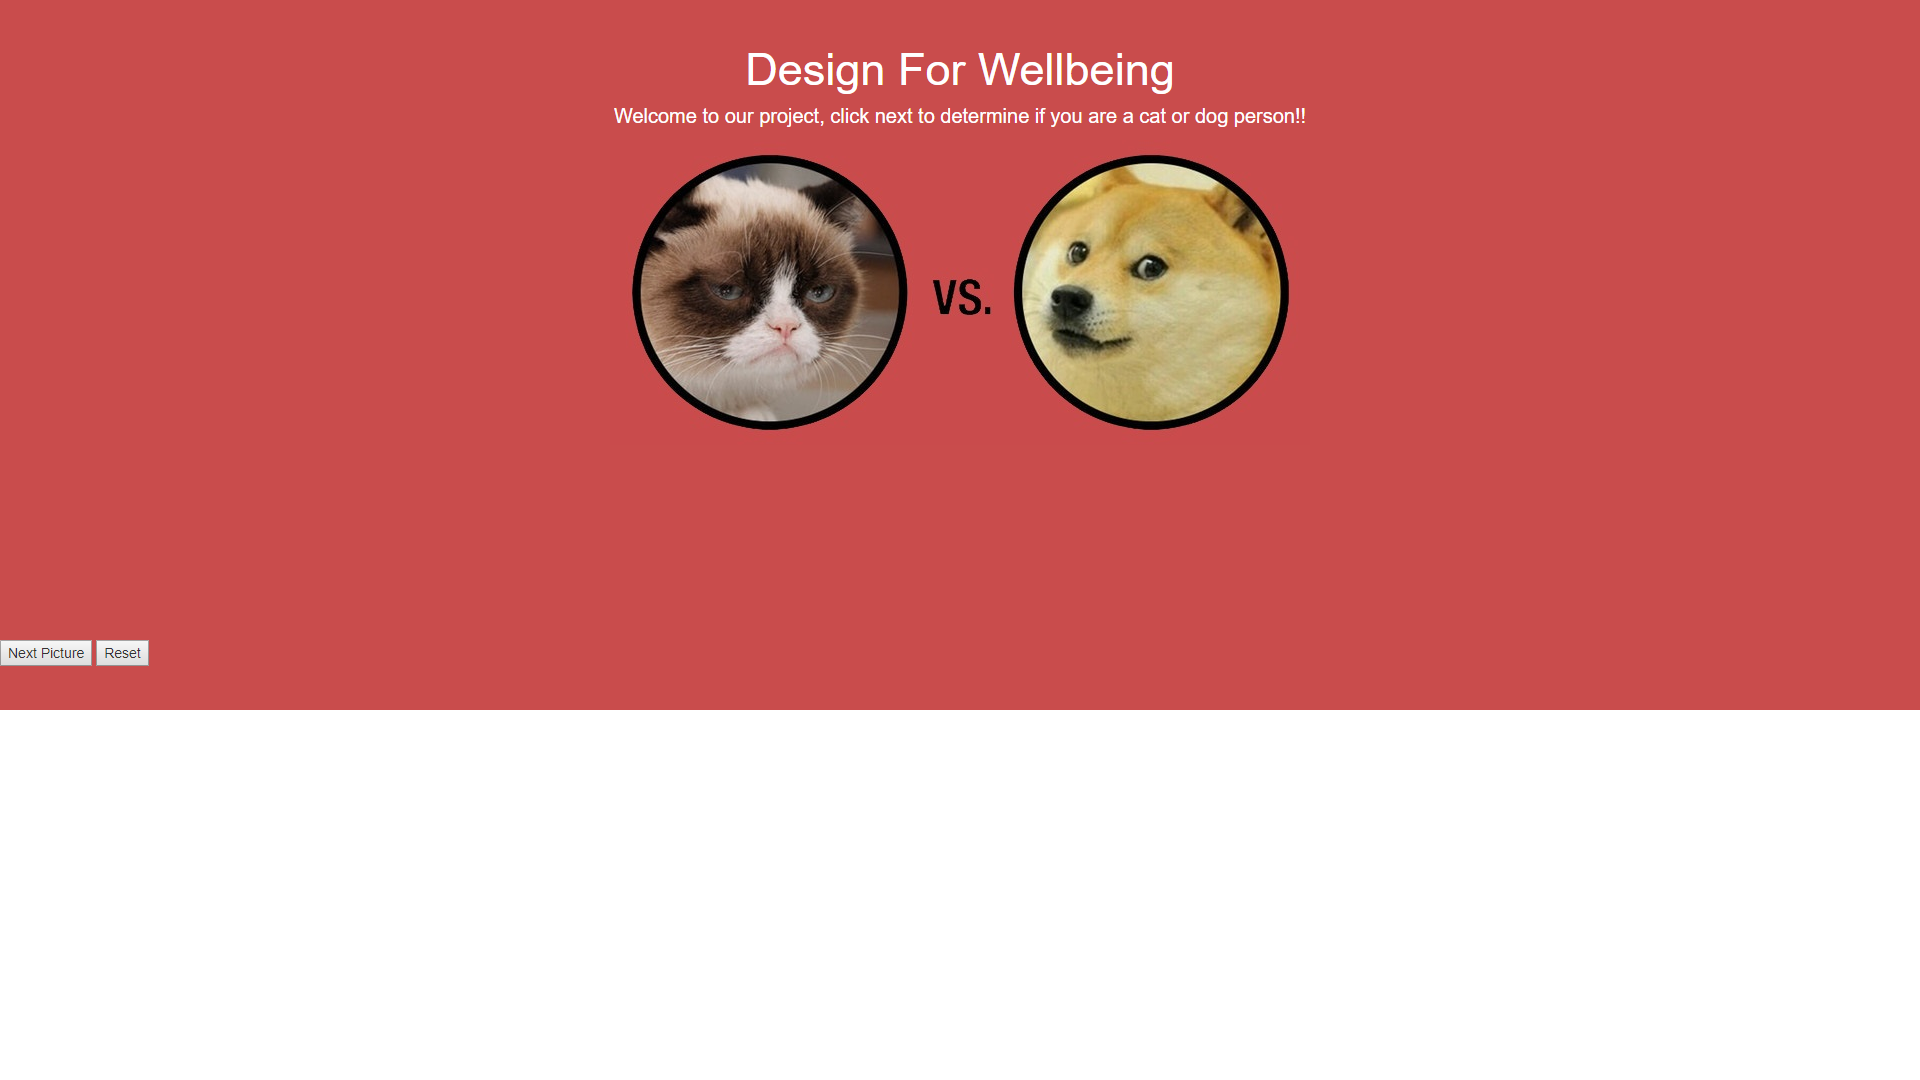 Design For Wellbeing
Welcome to our project, click next to determine if you are a cat or dog person!!
VS.
Next Picture Reset